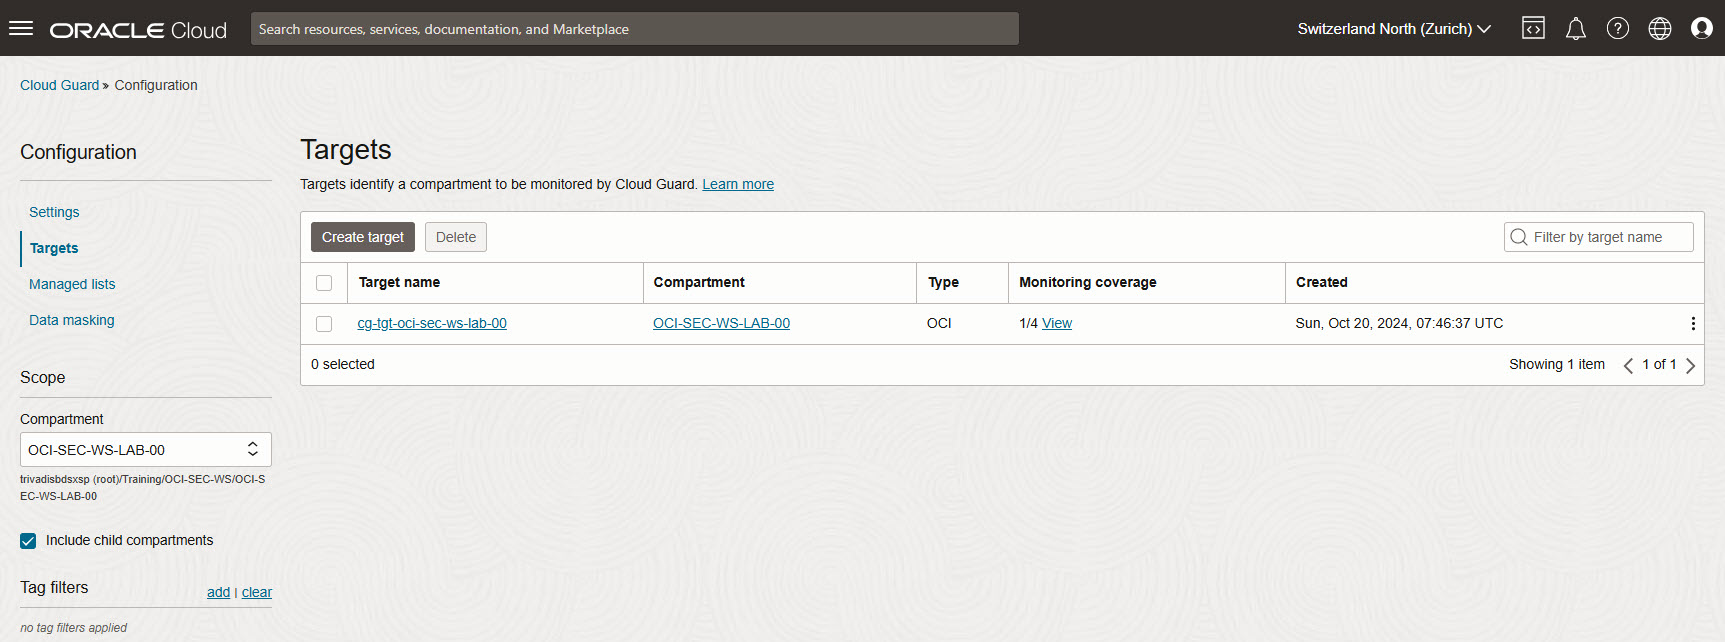 ORACLE Cloud
Search resources, services, documentation, and Marketplace
Switzerland North (Zurich)
Cloud Guard » Configuration
Configuration
Settings
Targets
Managed lists
Data masking
Scope
Compartment
OCI-SEC-WS-LAB-00
trivadisbdsxsp (root)/Training/OCI-SEC-WS/OCI-S
EC-WS-LAB-00
Include child compartments
Tag filters add | clear
no tag filters applied
Targets
Targets identify a compartment to be monitored by Cloud Guard. Learn more
Create target Delete Filter by target name
Target name Compartment Type Monitoring coverage Created
cg-tgt-oci-sec-ws-lab-00 OCI-SEC-WS-LAB-00 OCI 1/4 View Sun, Oct 20, 2024, 07:46:37 UTC
0 selected Showing 1 item 1 of 1